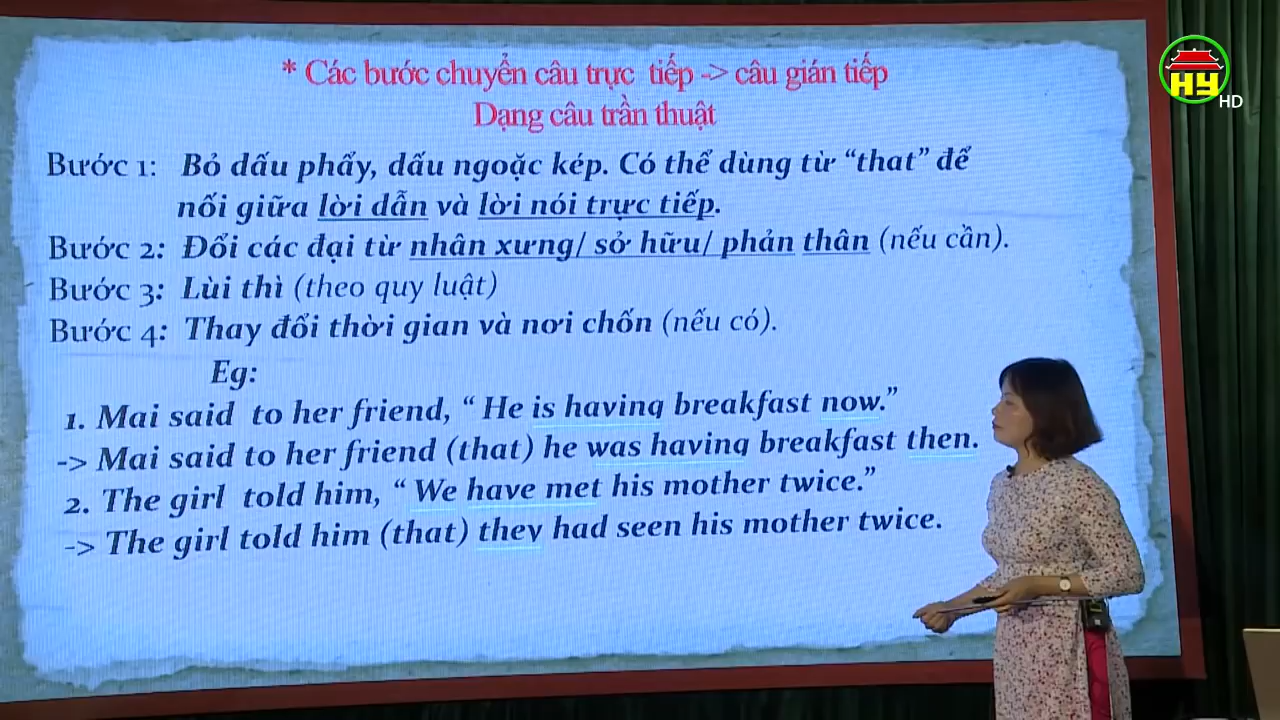 * Các bước chuyển câu trực tiếp -> câu gián tiếp
Dạng câu trần thuật
Bước 1: Bỏ dấu phẩy, dấu ngoặc kép. Có thể dùng từ “that” để
nối giữa lời dẫn và lời nói trực tiếp.
Bước 2: Đổi các đại từ nhân xưng/ sở hữu/ phản thân (nếu cần).
Bước 3: Lùi thì (theo quy luật)
Bước 4: Thay đổi thời gian và nơi chốn (nếu có).
Eg:
1. Mai said to her friend, “ He is having breakfast now.”
-> Mai said to her friend (that) he was having breakfast then.
2. The girl told him, “ We have met his mother twice.”
-> The girl told him (that) they had seen his mother twice.
HY
HD